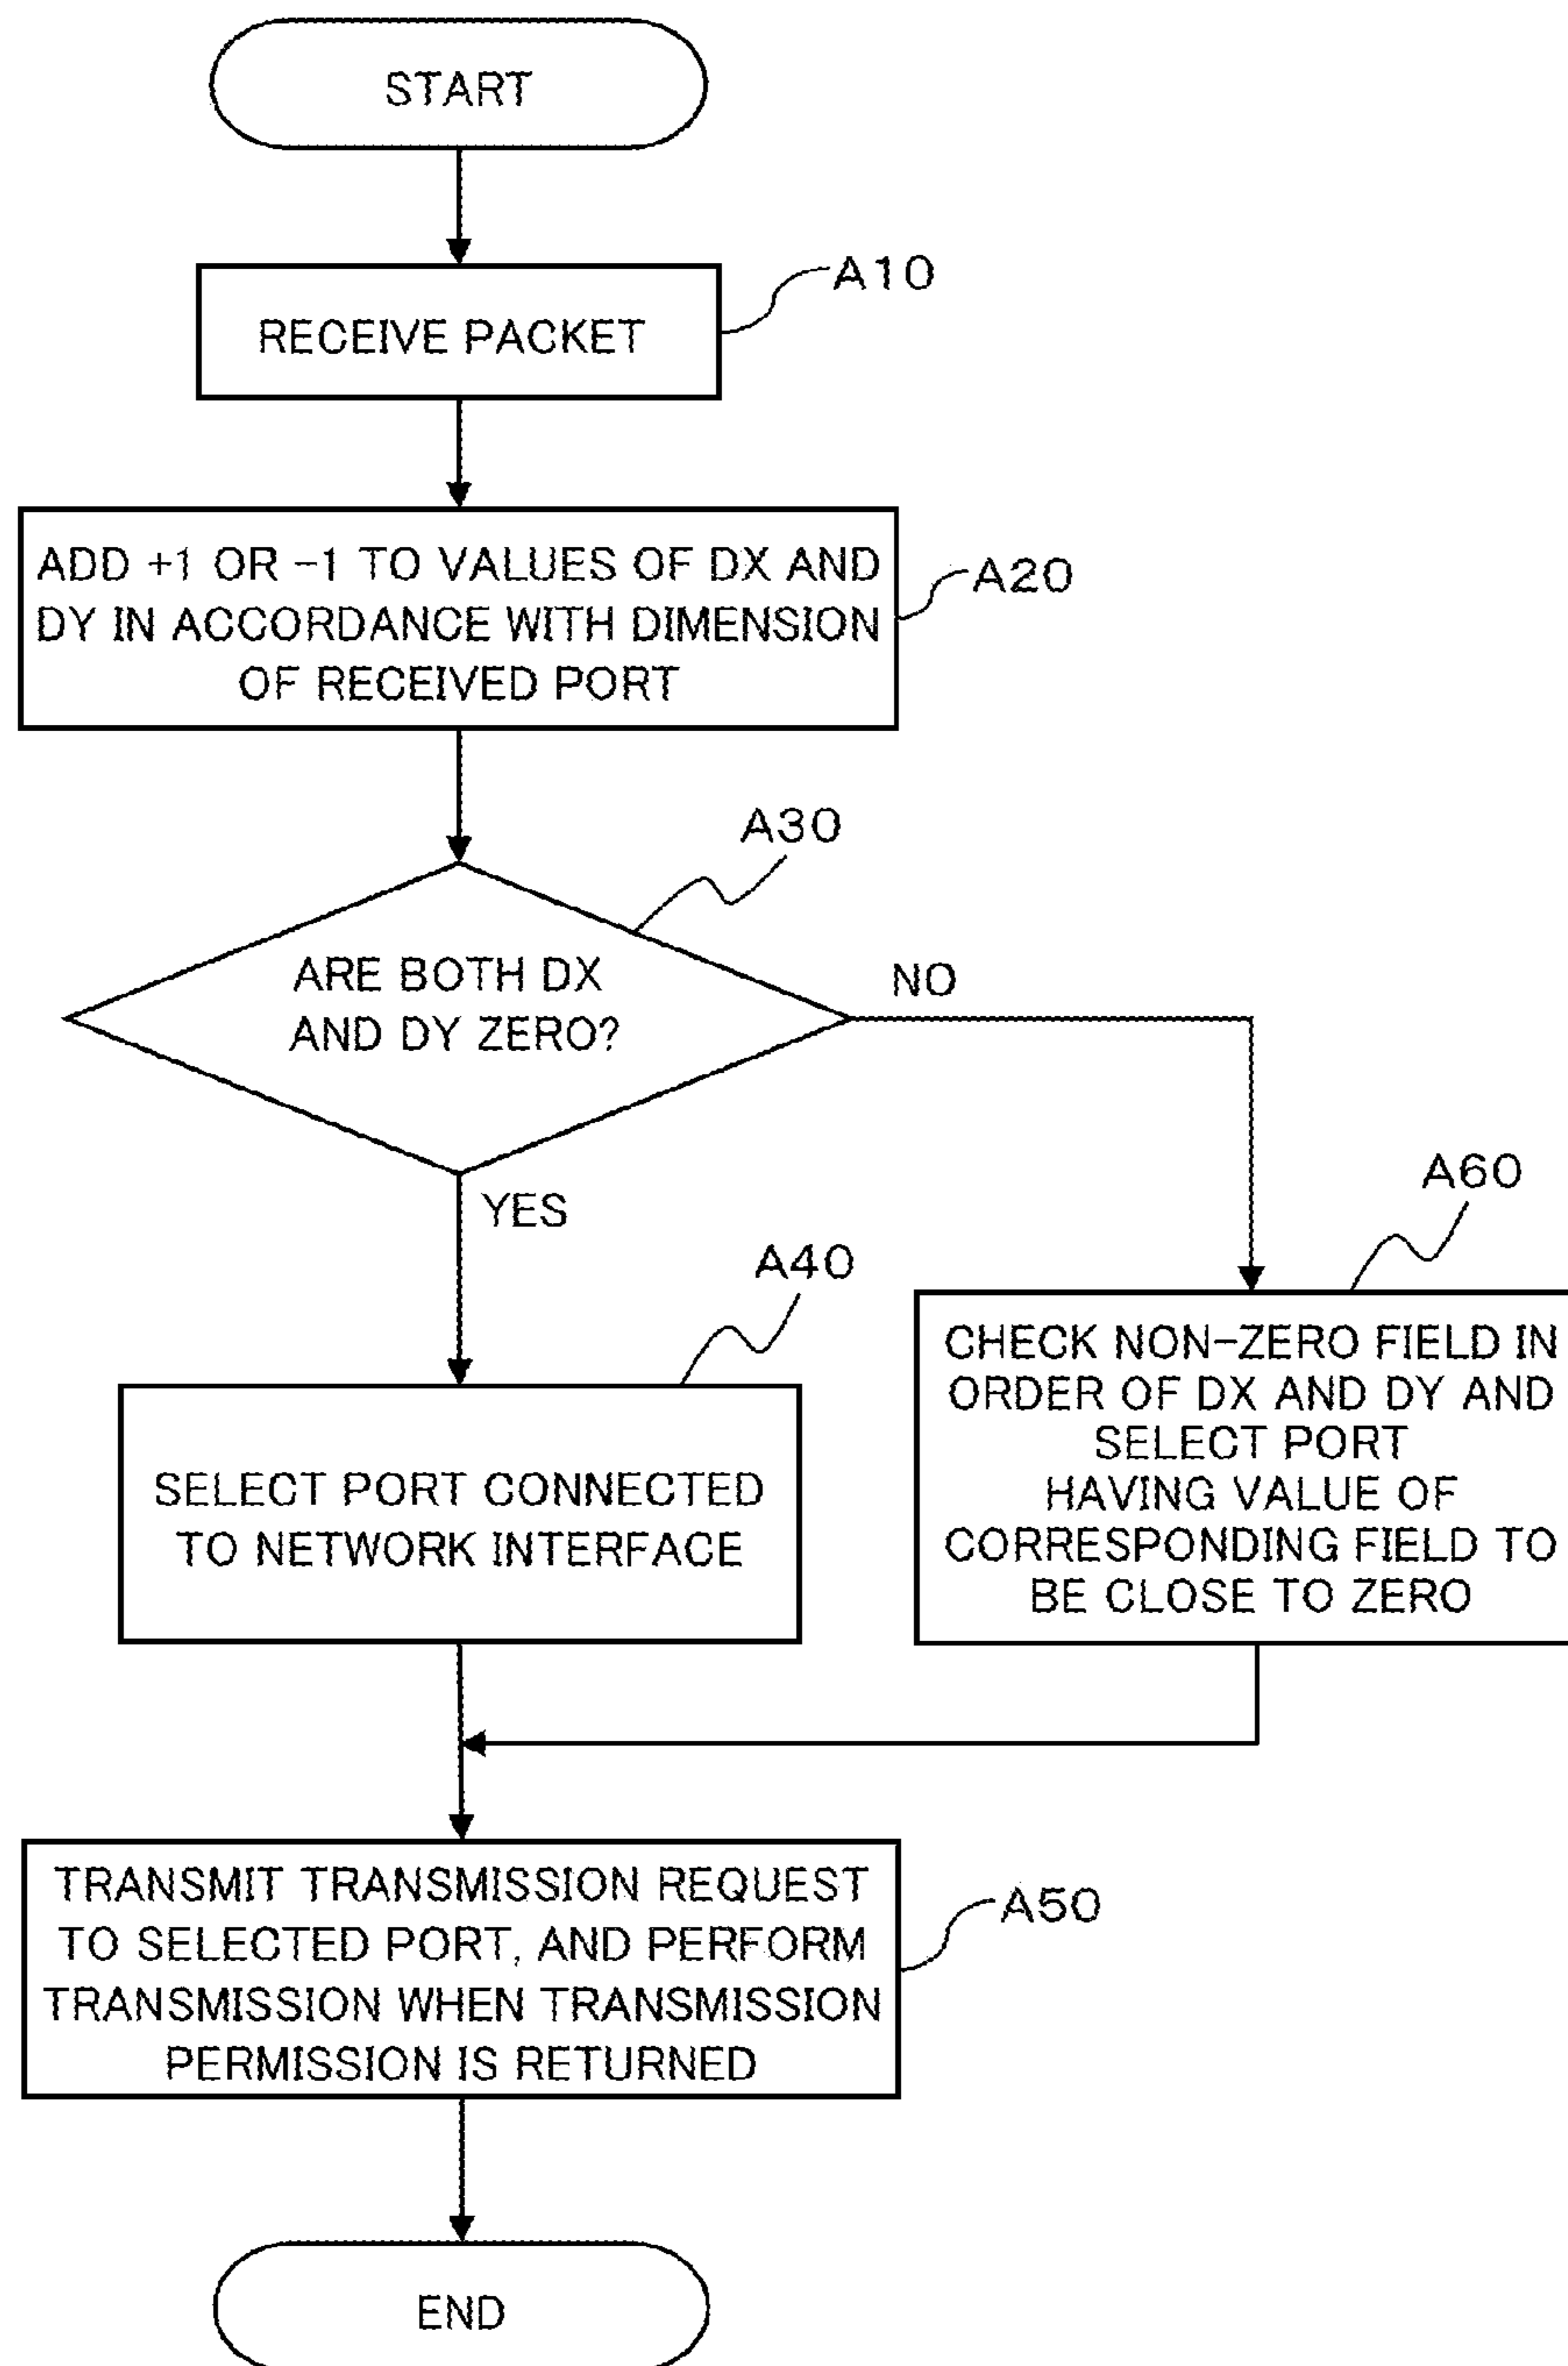 START
A10
RECEIVE PACKET
ADD +1 OR -1 TO VALUES OF DX AND
DY IN ACCORDANCE WITH DIMENSION
OF RECEIVED PORT
A20
A30
ARE BOTH DX
AND DY ZERO?
NO
YES
A40
SELECT PORT CONNECTED
TO NETWORK INTERFACE
A60
CHECK NON-ZERO FIELD IN
ORDER OF DX AND DY AND
SELECT PORT
HAVING VALUE OF
CORRESPONDING FIELD TO
BE CLOSE TO ZERO
TRANSMIT TRANSMISSION REQUEST
TO SELECTED PORT, AND PERFORM
TRANSMISSION WHEN TRANSMISSION
PERMISSION IS RETURNED
A50
END